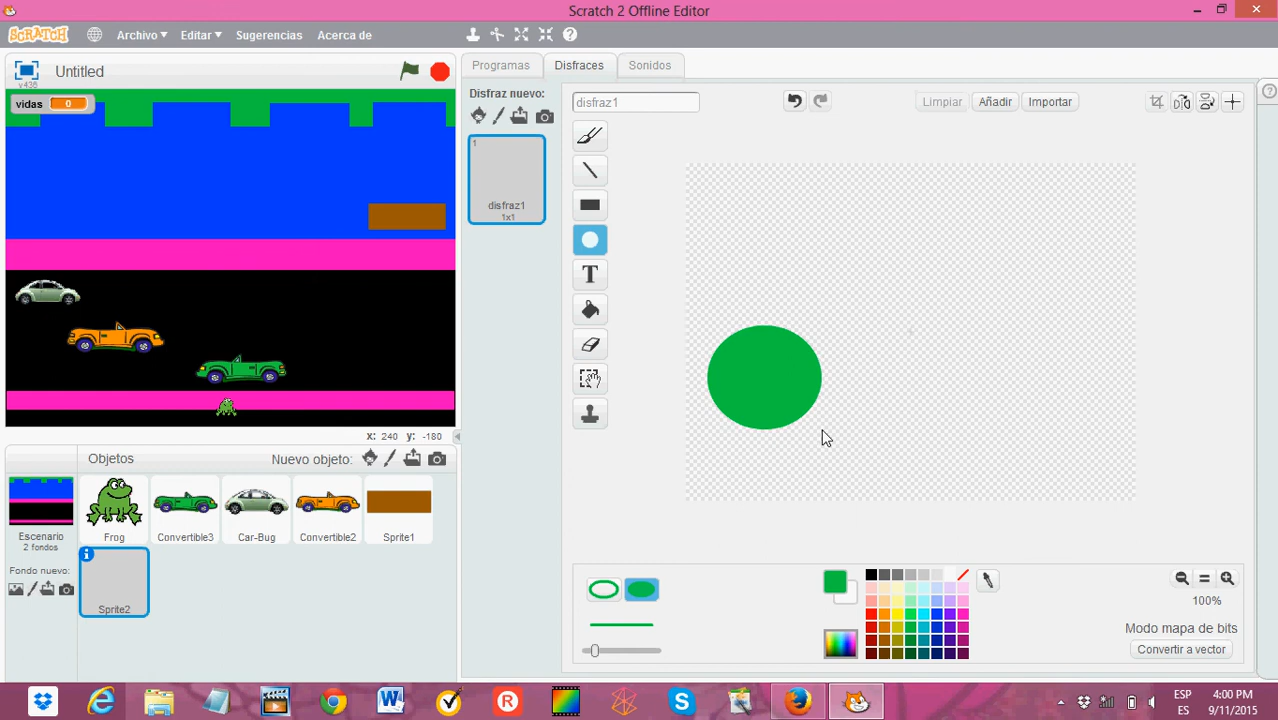 Scratch 2 Offline Editor
SCRATCH Archivo Editar Sugerencias Acerca de
Untitled
v436
vidas 0
x: 240 y: -180
Programas Disfraces Sonidos
Disfraz nuevo:
1
disfraz1
1x1
disfraz1
Limpiar Añadir Importar
T
Objetos Nuevo objeto:
Escenario
2 fondos
Fondo nuevo:
Frog Convertible3 Car-Bug Convertible2 Sprite1
Sprite2
100%
Modo mapa de bits
Convertir a vector
ESP
ES
4:00 PM
9/11/2015